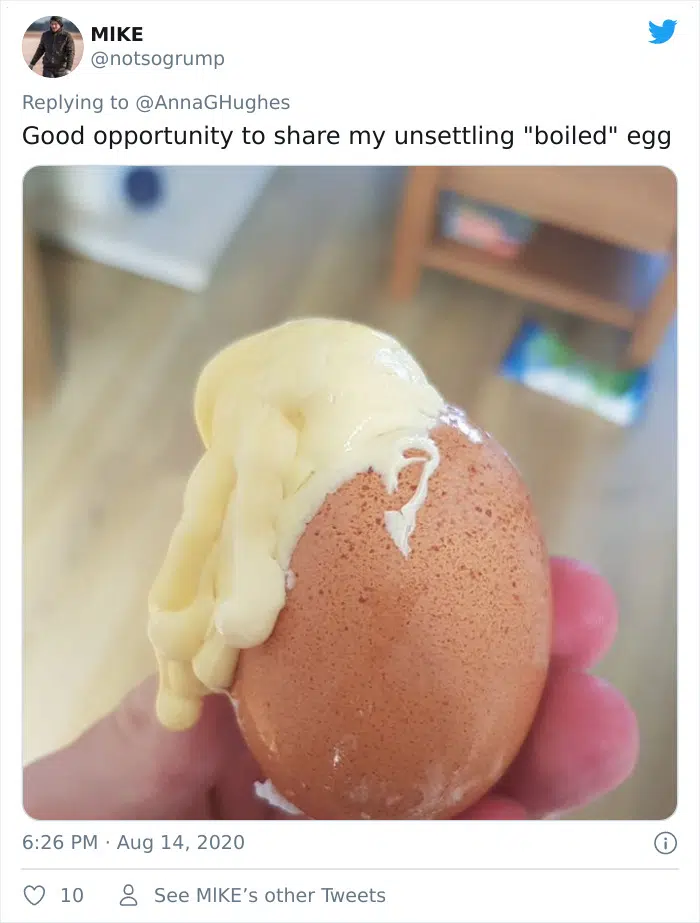 MIKE
@notsogrump
Replying to @AnnaGHughes
Good opportunity to share my unsettling "boiled" egg
6:26 PM · Aug 14, 2020
10
See MIKE’s other Tweets